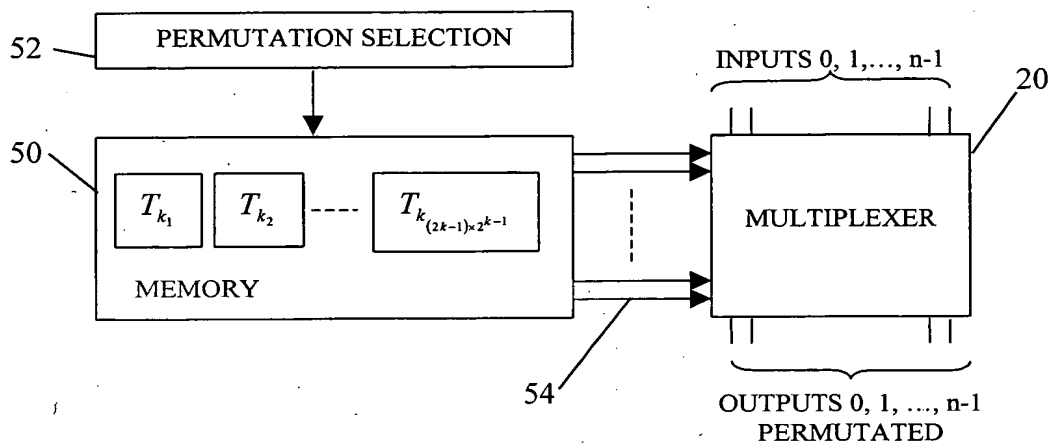 52
PERMUTATION SELECTION
INPUTS 0, 1,..., n-1
20
50
T_{k_1}
T_{k_2}
T_{k_{(2k-1)×2^{k-1}}}
MULTIPLEXER
MEMORY
54
OUTPUTS 0, 1, ..., n-1
PERMUTATED